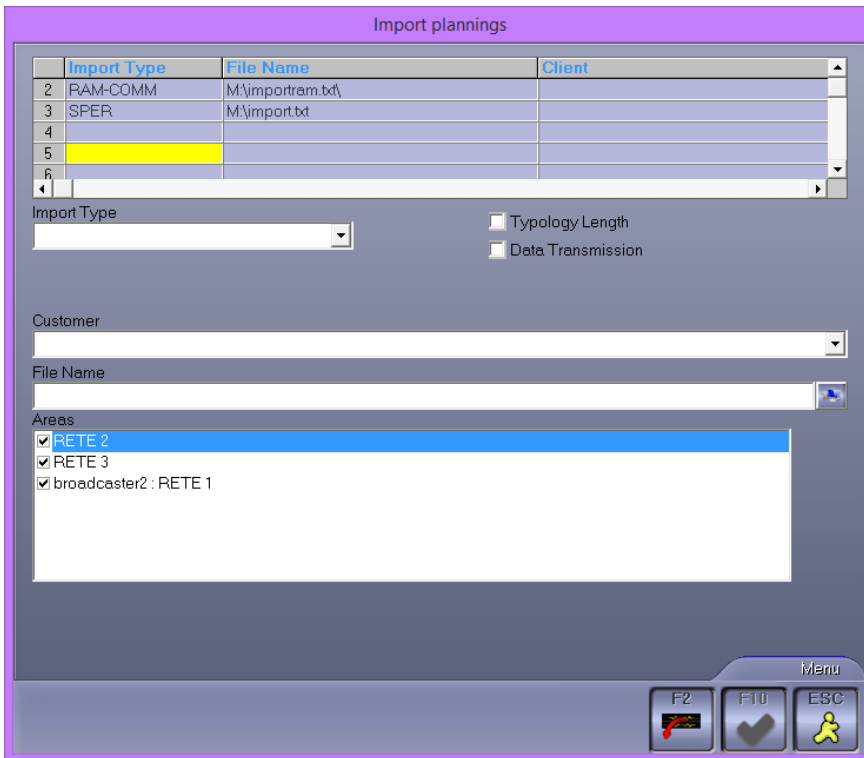 Import plannings
Import Type File Name Client
2 RAM-COMM M:\importram.txt\
3 SPER M:\import.txt
4
5
6
Import Type
Typology Length
Data Transmission
Customer
File Name
Areas
RETE 2
RETE 3
broadcaster2 : RETE 1
Menu
F2 F10 ESC